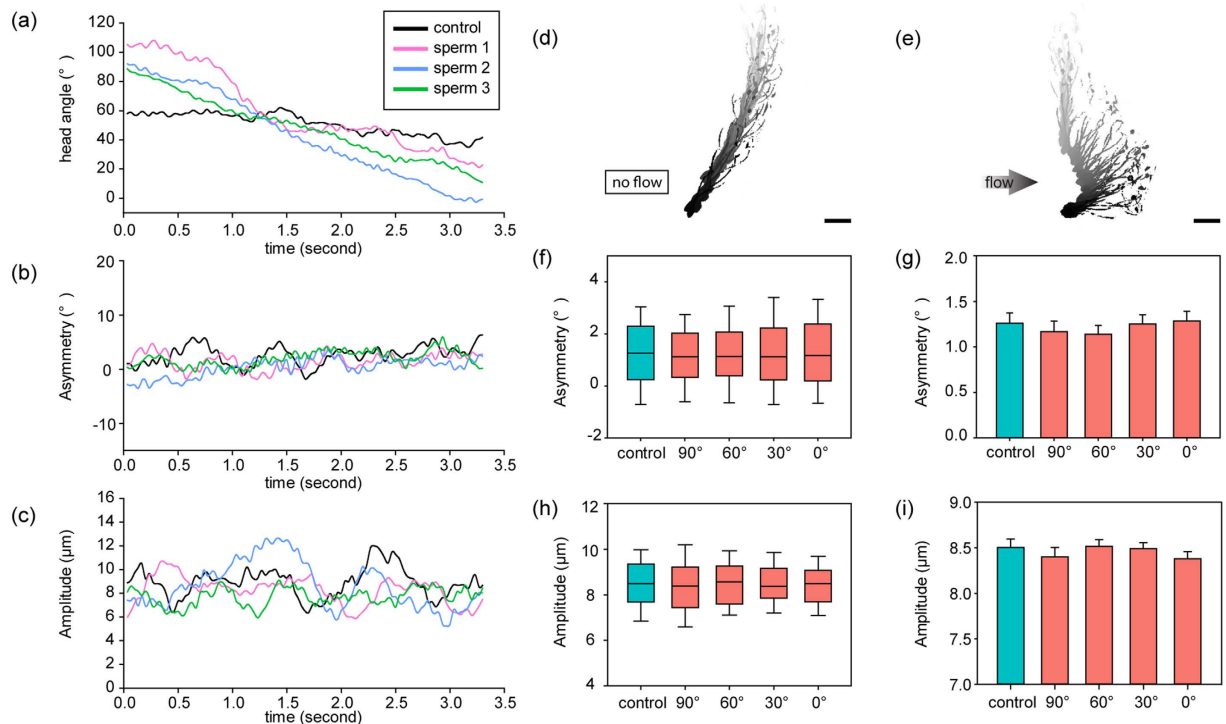 (a)
120
100
80
60
40
20
0
head angle (°)
0.0 0.5 1.0 1.5 2.0 2.5 3.0 3.5
time (second)
control
sperm 1
sperm 2
sperm 3
(b)
20
10
0
-10
Asymmetry (°)
0.0 0.5 1.0 1.5 2.0 2.5 3.0 3.5
time (second)
(c)
16
14
12
10
8
6
4
2
0
Amplitude (µm)
0.0 0.5 1.0 1.5 2.0 2.5 3.0 3.5
time (second)
(d)
no flow
(e)
flow
(f)
4
2
0
-2
Asymmetry (°)
control 90° 60° 30° 0°
(g)
2.0
1.5
1.0
0.5
0.0
Asymmetry (°)
control 90° 60° 30° 0°
(h)
12
10
8
6
4
Amplitude (µm)
control 90° 60° 30° 0°
(i)
9.0
8.5
8.0
7.5
7.0
Amplitude (µm)
control 90° 60° 30° 0°